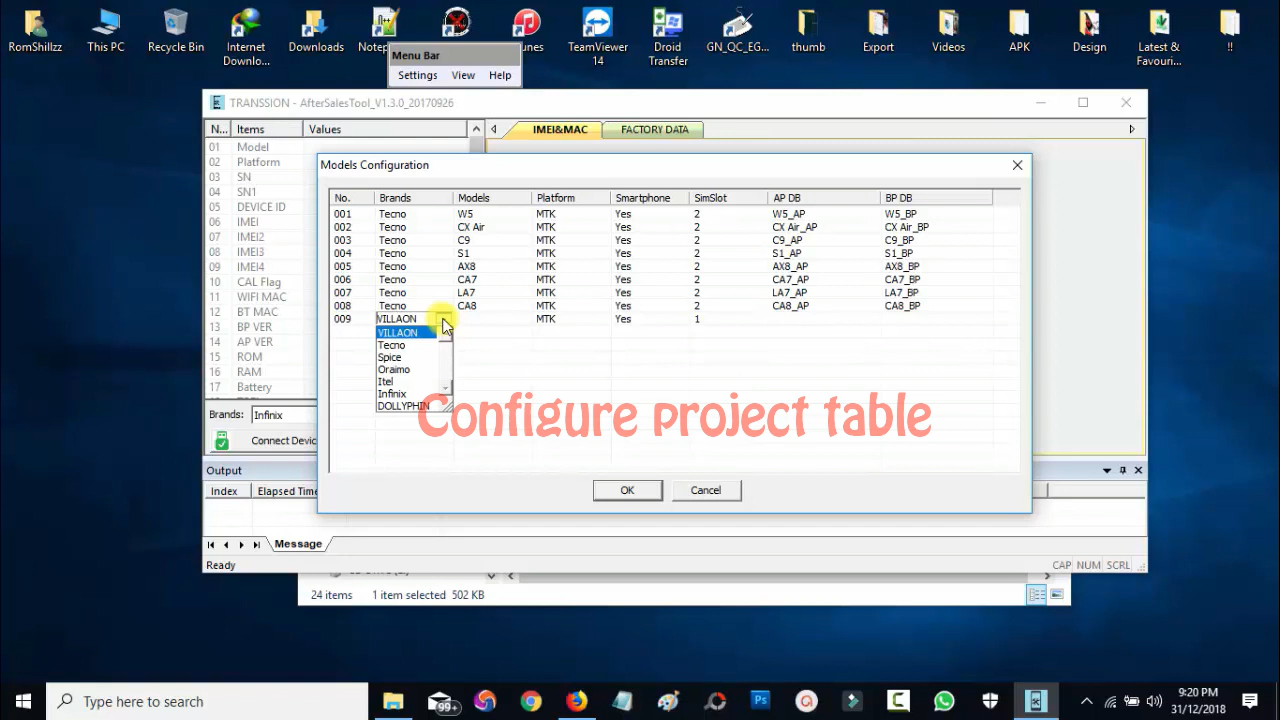 RomShillzz
This PC
Recycle Bin
Internet Downlo...
Downloads
Notep
unes
TeamViewer 14
Droid Transfer
GN_QC_EG...
thumb
Export
Videos
APK
Design
Latest & Favouri...
!!
Menu Bar
Settings View Help
TRANSSION - AfterSalesTool_V1.3.0_20170926
N... Items Values
IMEI&MAC FACTORY DATA
01 Model
02 Platform
03 SN
04 SN1
05 DEVICE ID
06 IMEI
07 IMEI2
08 IMEI3
09 IMEI4
10 CAL Flag
11 WIFI MAC
12 BT MAC
13 BP VER
14 AP VER
15 ROM
16 RAM
17 Battery
Brands: Infinix
Connect Devic
Models Configuration
No. Brands Models Platform Smartphone SimSlot AP DB BP DB
001 Tecno W5 MTK Yes 2 W5_AP W5_BP
002 Tecno CX Air MTK Yes 2 CX Air_AP CX Air_BP
003 Tecno C9 MTK Yes 2 C9_AP C9_BP
004 Tecno S1 MTK Yes 2 S1_AP S1_BP
005 Tecno AX8 MTK Yes 2 AX8_AP AX8_BP
006 Tecno CA7 MTK Yes 2 CA7_AP CA7_BP
007 Tecno LA7 MTK Yes 2 LA7_AP LA7_BP
008 Tecno CA8 MTK Yes 2 CA8_AP CA8_BP
009 VILLAON MTK Yes 1
VILLAON
Tecno
Spice
Oraimo
Itel
Infinix
DOLLYPHIN
Configure project table
OK Cancel
Output
Index Elapsed Time
Message
Ready
CAP NUM SCRL
24 items 1 item selected 502 KB
Type here to search
99+
Ps
9:20 PM
31/12/2018